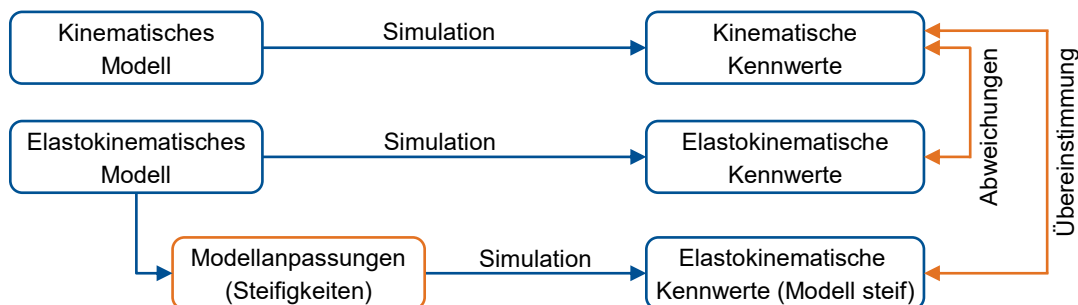 Kinematisches
Modell
Simulation
Kinematische
Kennwerte
Elastokinematisches
Modell
Simulation
Elastokinematische
Kennwerte
Modellanpassungen
(Steifigkeiten)
Simulation
Elastokinematische
Kennwerte (Modell steif)
Abweichungen
Übereinstimmung